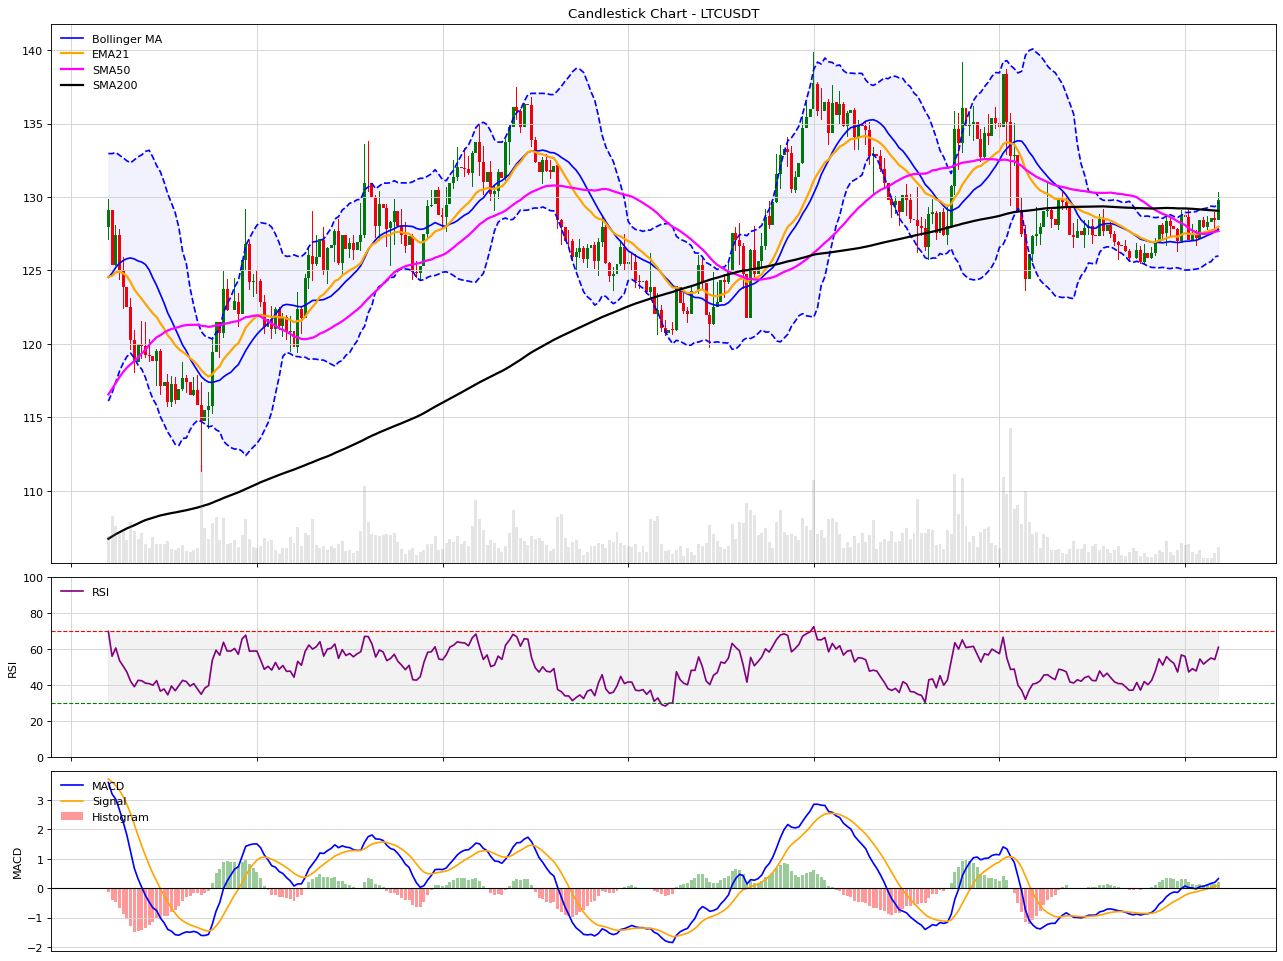 Candlestick Chart - LTCUSDT
Bollinger MA
EMA21
SMA50
SMA200
140
135
130
125
120
115
110
RSI
100
80
60
40
20
0
RSI
MACD
Signal
Histogram
3
2
1
0
−1
−2
MACD